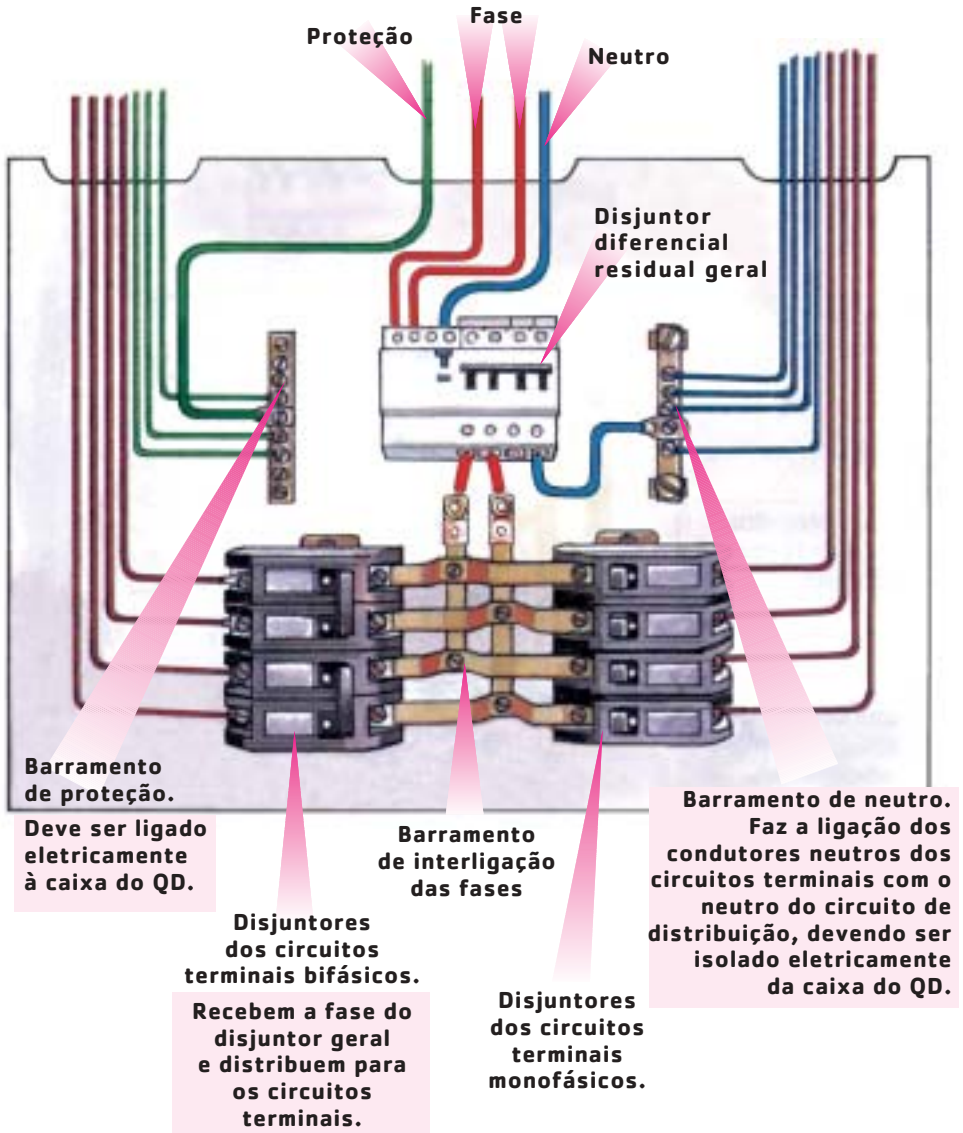 Proteção
Fase
Neutro
Disjuntor
diferencial
residual geral
Barramento
de proteção.
Deve ser ligado
eletricamente
à caixa do QD.
Disjuntores
dos circuitos
terminais bifásicos.
Recebem a fase do
disjuntor geral
e distribuem para
os circuitos
terminais.
Barramento
de interligação
das fases
Disjuntores
dos circuitos
terminais
monofásicos.
Barramento de neutro.
Faz a ligação dos
condutores neutros dos
circuitos terminais com o
neutro do circuito de
distribuição, devendo ser
isolado eletricamente
da caixa do QD.